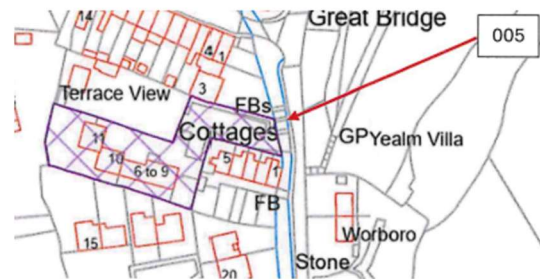 14
Great Bridge
005
4
1
3
Terrace View
FBs
Cottages
GP
Yealm Villa
11
10
6 to 9
5
1
FB
15
Worboro
Stone
20